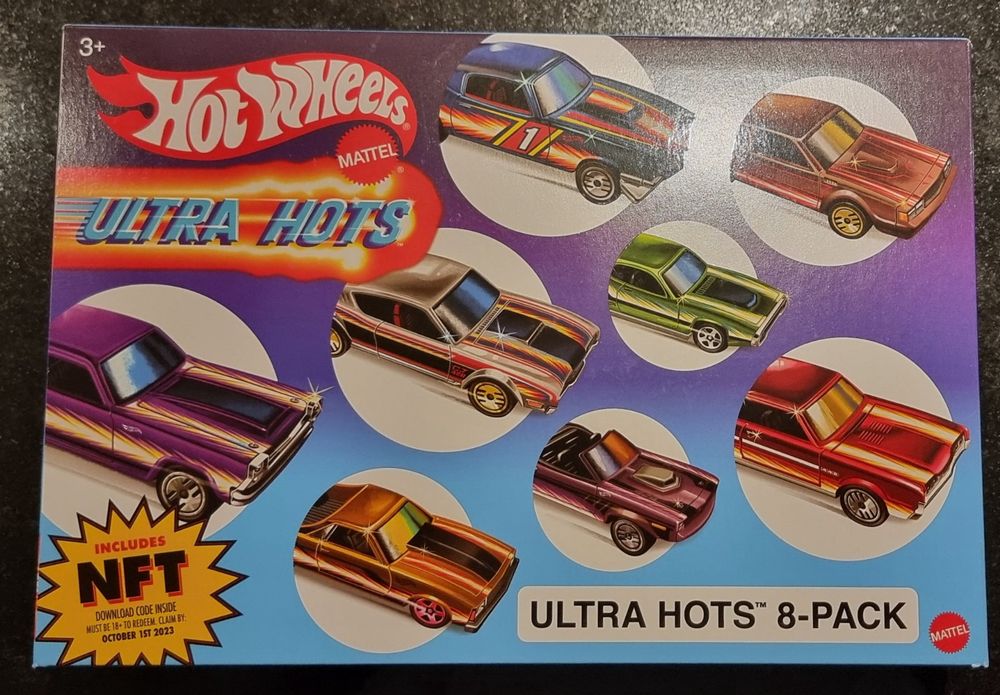 3+
Hot Wheels®
MATTEL®
ULTRA HOTS™
1
INCLUDES
NFT
DOWNLOAD CODE INSIDE
MUST BE 18+ TO REDEEM. CLAIM BY:
OCTOBER 1ST 2023
ULTRA HOTS™ 8-PACK
MATTEL